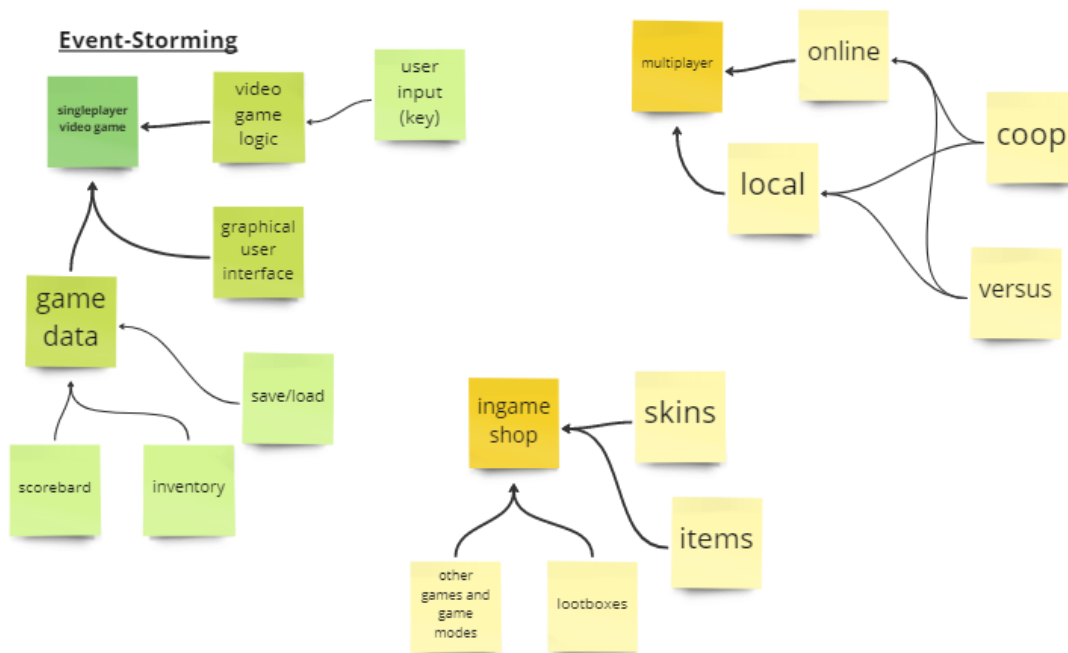 Event-Storming
singleplayer
video game
video
game
logic
user
input
(key)
graphical
user
interface
game
data
save/load
scorebard
inventory
multiplayer
online
local
coop
versus
ingame
shop
skins
items
other
games and
game
modes
lootboxes